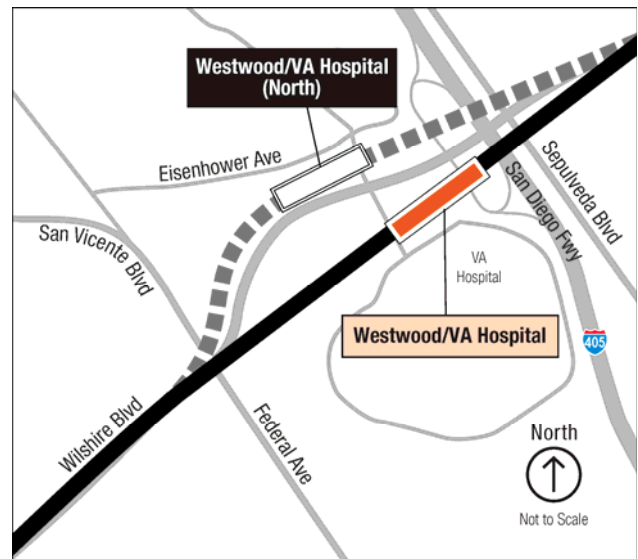 Westwood/VA Hospital
(North)
Eisenhower Ave
San Vicente Blvd
Sepulveda Blvd
San Diego Fwy
VA
Hospital
Westwood/VA Hospital
405
Wilshire Blvd
Federal Ave
North
Not to Scale